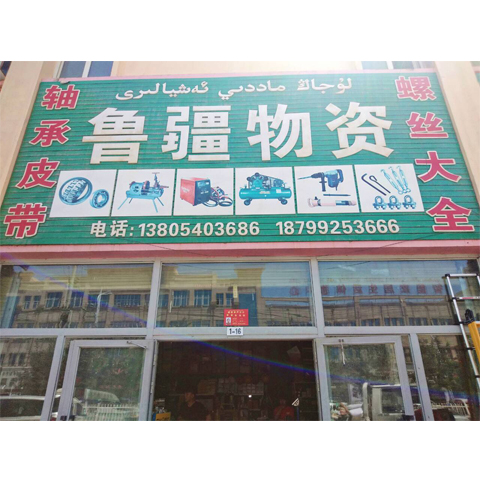 لۇجاڭ ماددىي ئەشيالىرى
鲁疆物资
轴承皮带
螺丝大全
电话: 13805403686 18799253666
1-16